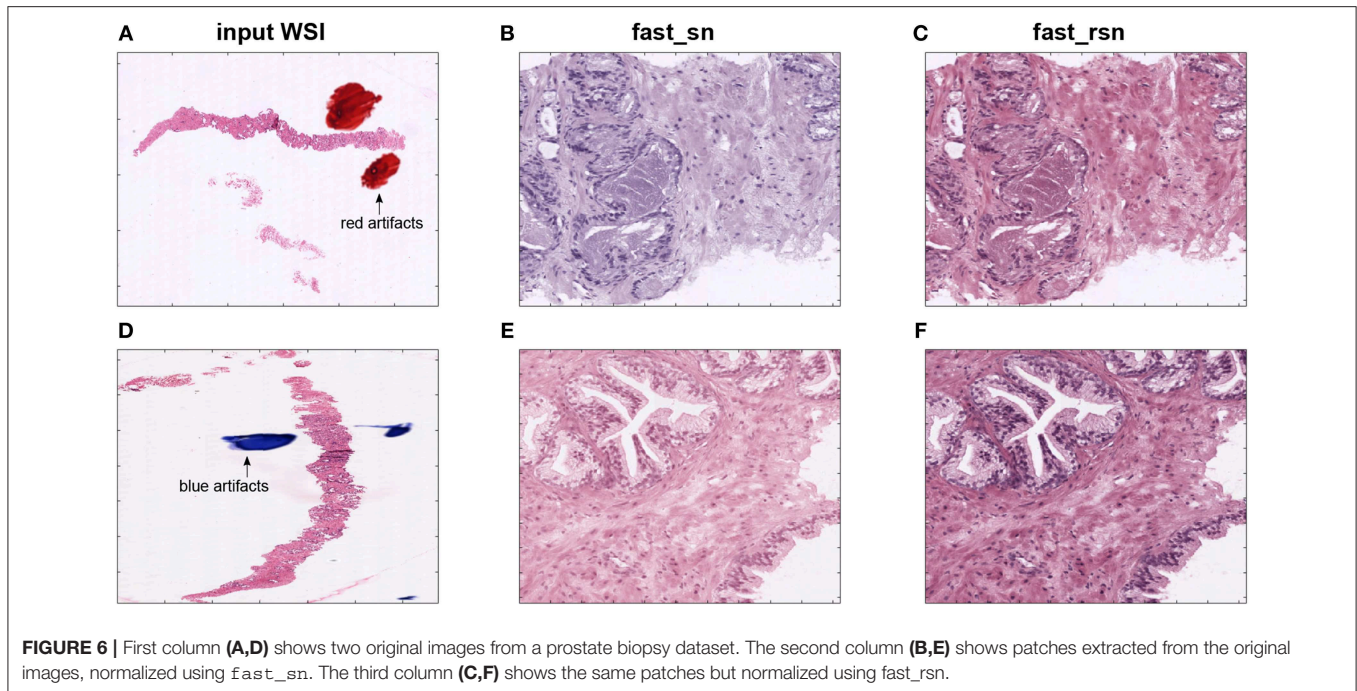 A input WSI
B fast_sn
C fast_rsn
red artifacts
D
E
F
blue artifacts
FIGURE 6 | First column (A,D) shows two original images from a prostate biopsy dataset. The second column (B,E) shows patches extracted from the original
images, normalized using fast_sn. The third column (C,F) shows the same patches but normalized using fast_rsn.